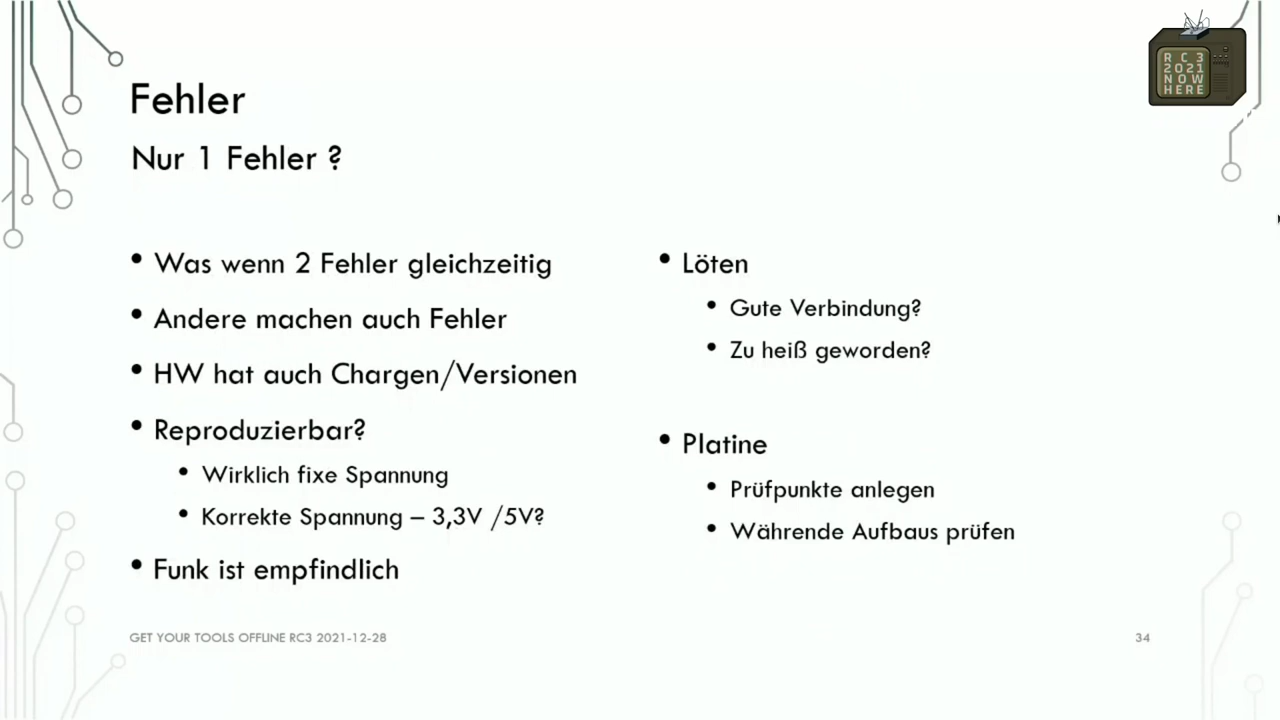 RC3
2021
NOW
HERE
Fehler
Nur 1 Fehler ?
• Was wenn 2 Fehler gleichzeitig
• Andere machen auch Fehler
• HW hat auch Chargen/Versionen
• Reproduzierbar?
• Wirklich fixe Spannung
• Korrekte Spannung – 3,3V /5V?
• Funk ist empfindlich
• Löten
• Gute Verbindung?
• Zu heiß geworden?
• Platine
• Prüfpunkte anlegen
• Währende Aufbaus prüfen
GET YOUR TOOLS OFFLINE RC3 2021-12-28
34